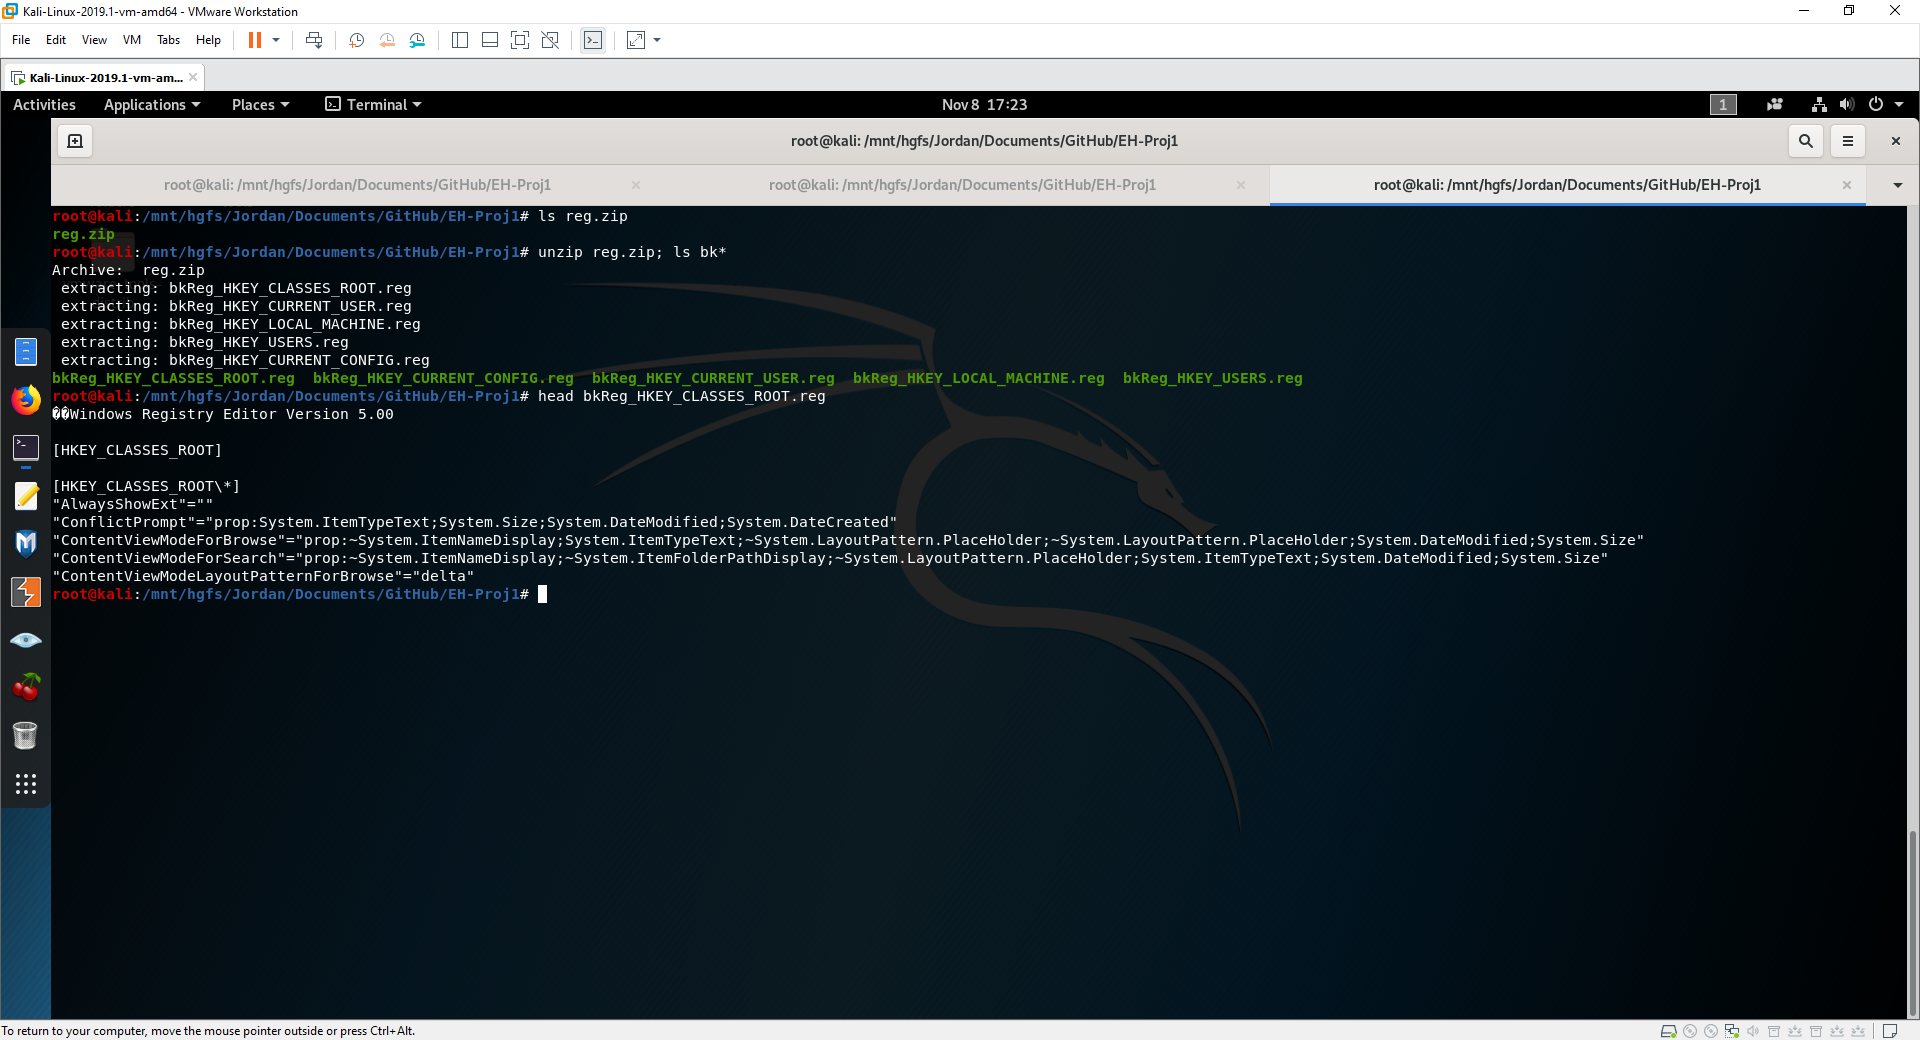 Kali-Linux-2019.1-vm-amd64 - VMware Workstation
File Edit View VM Tabs Help
Kali-Linux-2019.1-vm-am...
Activities Applications Places Terminal Nov 8 17:23 1
root@kali: /mnt/hgfs/Jordan/Documents/GitHub/EH-Proj1
root@kali: /mnt/hgfs/Jordan/Documents/GitHub/EH-Proj1 root@kali: /mnt/hgfs/Jordan/Documents/GitHub/EH-Proj1 root@kali: /mnt/hgfs/Jordan/Documents/GitHub/EH-Proj1
root@kali:/mnt/hgfs/Jordan/Documents/GitHub/EH-Proj1# ls reg.zip
reg.zip
root@kali:/mnt/hgfs/Jordan/Documents/GitHub/EH-Proj1# unzip reg.zip; ls bk*
Archive:  reg.zip
 extracting: bkReg_HKEY_CLASSES_ROOT.reg
 extracting: bkReg_HKEY_CURRENT_USER.reg
 extracting: bkReg_HKEY_LOCAL_MACHINE.reg
 extracting: bkReg_HKEY_USERS.reg
 extracting: bkReg_HKEY_CURRENT_CONFIG.reg
bkReg_HKEY_CLASSES_ROOT.reg  bkReg_HKEY_CURRENT_CONFIG.reg  bkReg_HKEY_CURRENT_USER.reg  bkReg_HKEY_LOCAL_MACHINE.reg  bkReg_HKEY_USERS.reg
root@kali:/mnt/hgfs/Jordan/Documents/GitHub/EH-Proj1# head bkReg_HKEY_CLASSES_ROOT.reg
��Windows Registry Editor Version 5.00
[HKEY_CLASSES_ROOT]
[HKEY_CLASSES_ROOT\*]
"AlwaysShowExt"=""
"ConflictPrompt"="prop:System.ItemTypeText;System.Size;System.DateModified;System.DateCreated"
"ContentViewModeForBrowse"="prop:~System.ItemNameDisplay;System.ItemTypeText;~System.LayoutPattern.PlaceHolder;~System.LayoutPattern.PlaceHolder;System.DateModified;System.Size"
"ContentViewModeForSearch"="prop:~System.ItemNameDisplay;~System.ItemFolderPathDisplay;~System.LayoutPattern.PlaceHolder;System.ItemTypeText;System.DateModified;System.Size"
"ContentViewModeLayoutPatternForBrowse"="delta"
root@kali:/mnt/hgfs/Jordan/Documents/GitHub/EH-Proj1#
To return to your computer, move the mouse pointer outside or press Ctrl+Alt.